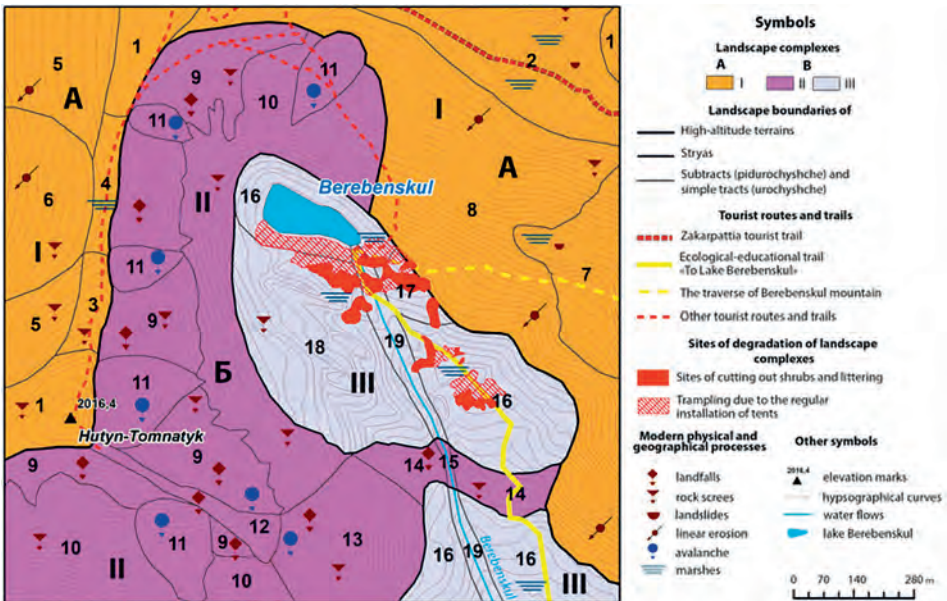 1
5
A
9
11
10
11
2
1
I
A
11
4
6
II
Berebenskul
16
8
I
11
7
3
17
5
9
18
19
Б
III
16
11
1
2016,4
Hutyn-Tomnatyk
9
9
14
15
14
12
11
9
13
10
10
II
16
19
16
Berebenskul
III
Symbols
Landscape complexes
A B
I II III
Landscape boundaries of
High-altitude terrains
Stryas
Subtracts (pidurochyshche) and
simple tracts (urochyshche)
Tourist routes and trails
Zakarpattia tourist trail
Ecological-educational trail
«To Lake Berebenskul»
The traverse of Berebenskul mountain
Other tourist routes and trails
Sites of degradation of landscape
complexes
Sites of cutting out shrubs and littering
Trampling due to the regular
installation of tents
Modern physical and
geographical processes
landfalls
rock screes
landslides
linear erosion
avalanche
marshes
Other symbols
2016,4 elevation marks
hypsographical curves
water flows
lake Berebenskul
0 70 140 280 m